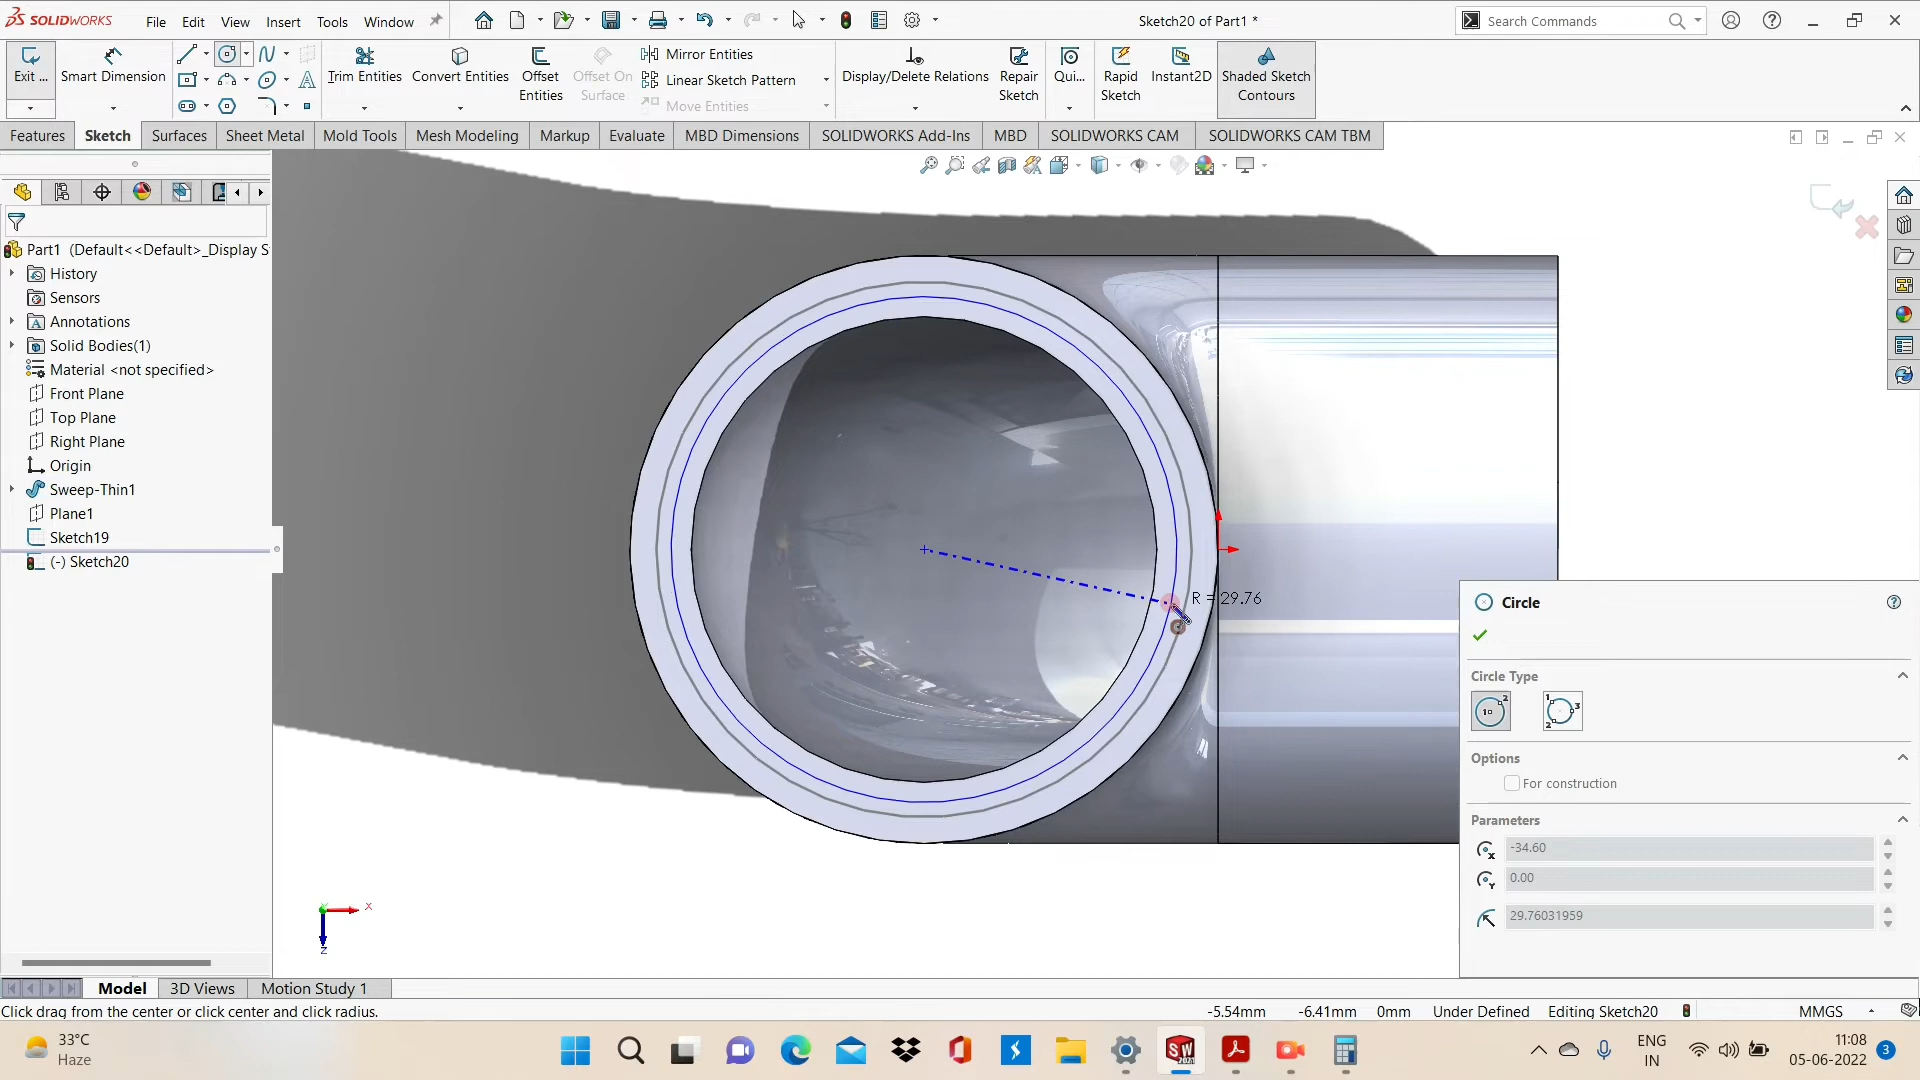 SOLIDWORKS File Edit View Insert Tools Window Sketch20 of Part1 * Search Commands
Exit ... Smart Dimension Trim Entities Convert Entities Offset Entities Offset On Surface Mirror Entities Linear Sketch Pattern Move Entities Display/Delete Relations Repair Sketch Qui... Rapid Sketch Instant2D Shaded Sketch Contours
Features Sketch Surfaces Sheet Metal Mold Tools Mesh Modeling Markup Evaluate MBD Dimensions SOLIDWORKS Add-Ins MBD SOLIDWORKS CAM SOLIDWORKS CAM TBM
Part1 (Default<<Default>_Display S
History
Sensors
Annotations
Solid Bodies(1)
Material <not specified>
Front Plane
Top Plane
Right Plane
Origin
Sweep-Thin1
Plane1
Sketch19
(-) Sketch20
R = 29.76
Circle
Circle Type
Options
For construction
Parameters
-34.60
0.00
29.76031959
X
Z
Model 3D Views Motion Study 1
Click drag from the center or click center and click radius. -5.54mm -6.41mm 0mm Under Defined Editing Sketch20 MMGS
33°C
Haze
ENG
IN
11:08
05-06-2022
3